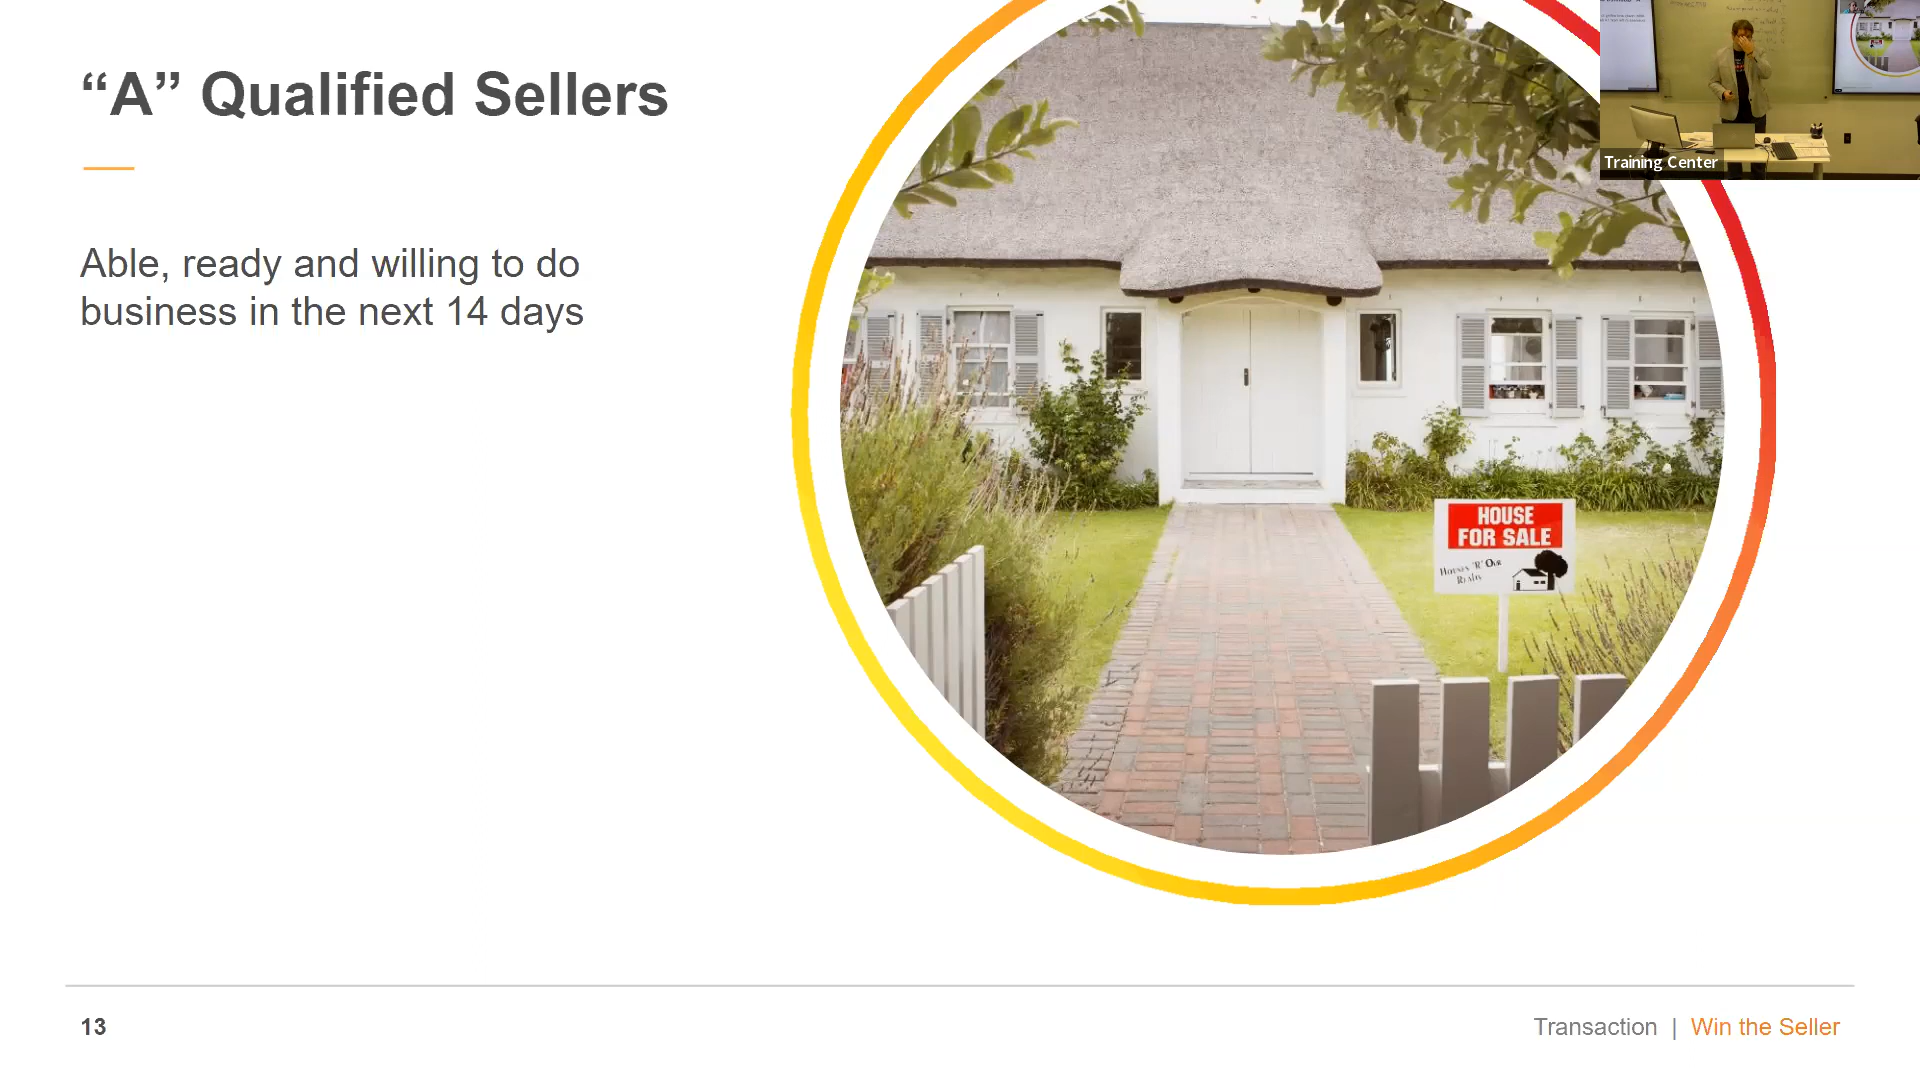 “A” Qualified Sellers
Able, ready and willing to do
business in the next 14 days
Training Center
HOUSE
FOR SALE
HOUSES 'R' OUR
REALTY
13
Transaction | Win the Seller